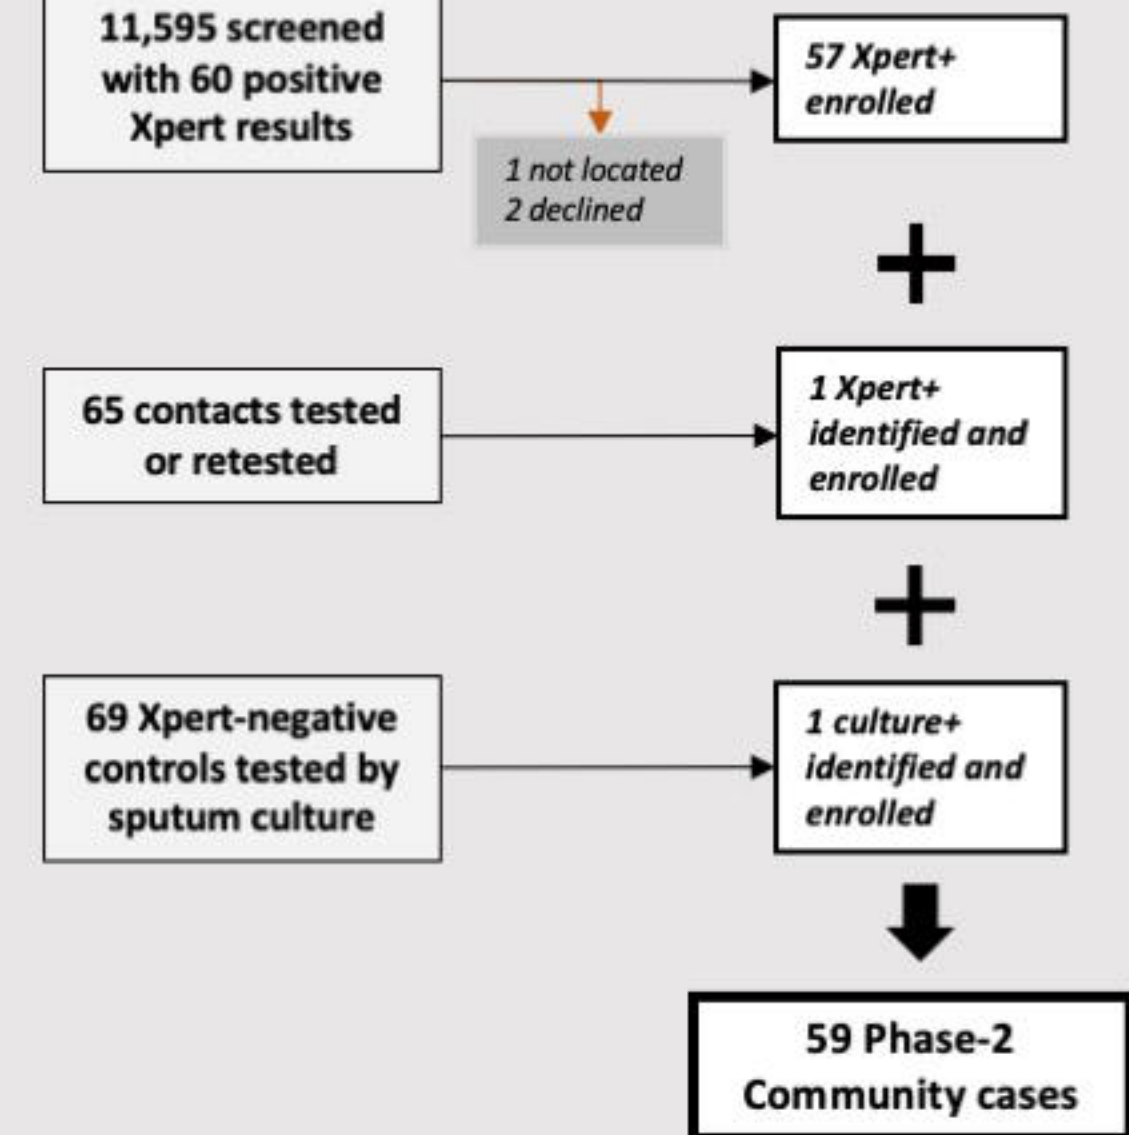 11,595 screened
with 60 positive
Xpert results
57 Xpert+
enrolled
1 not located
2 declined
65 contacts tested
or retested
1 Xpert+
identified and
enrolled
69 Xpert-negative
controls tested by
sputum culture
1 culture+
identified and
enrolled
59 Phase-2
Community cases